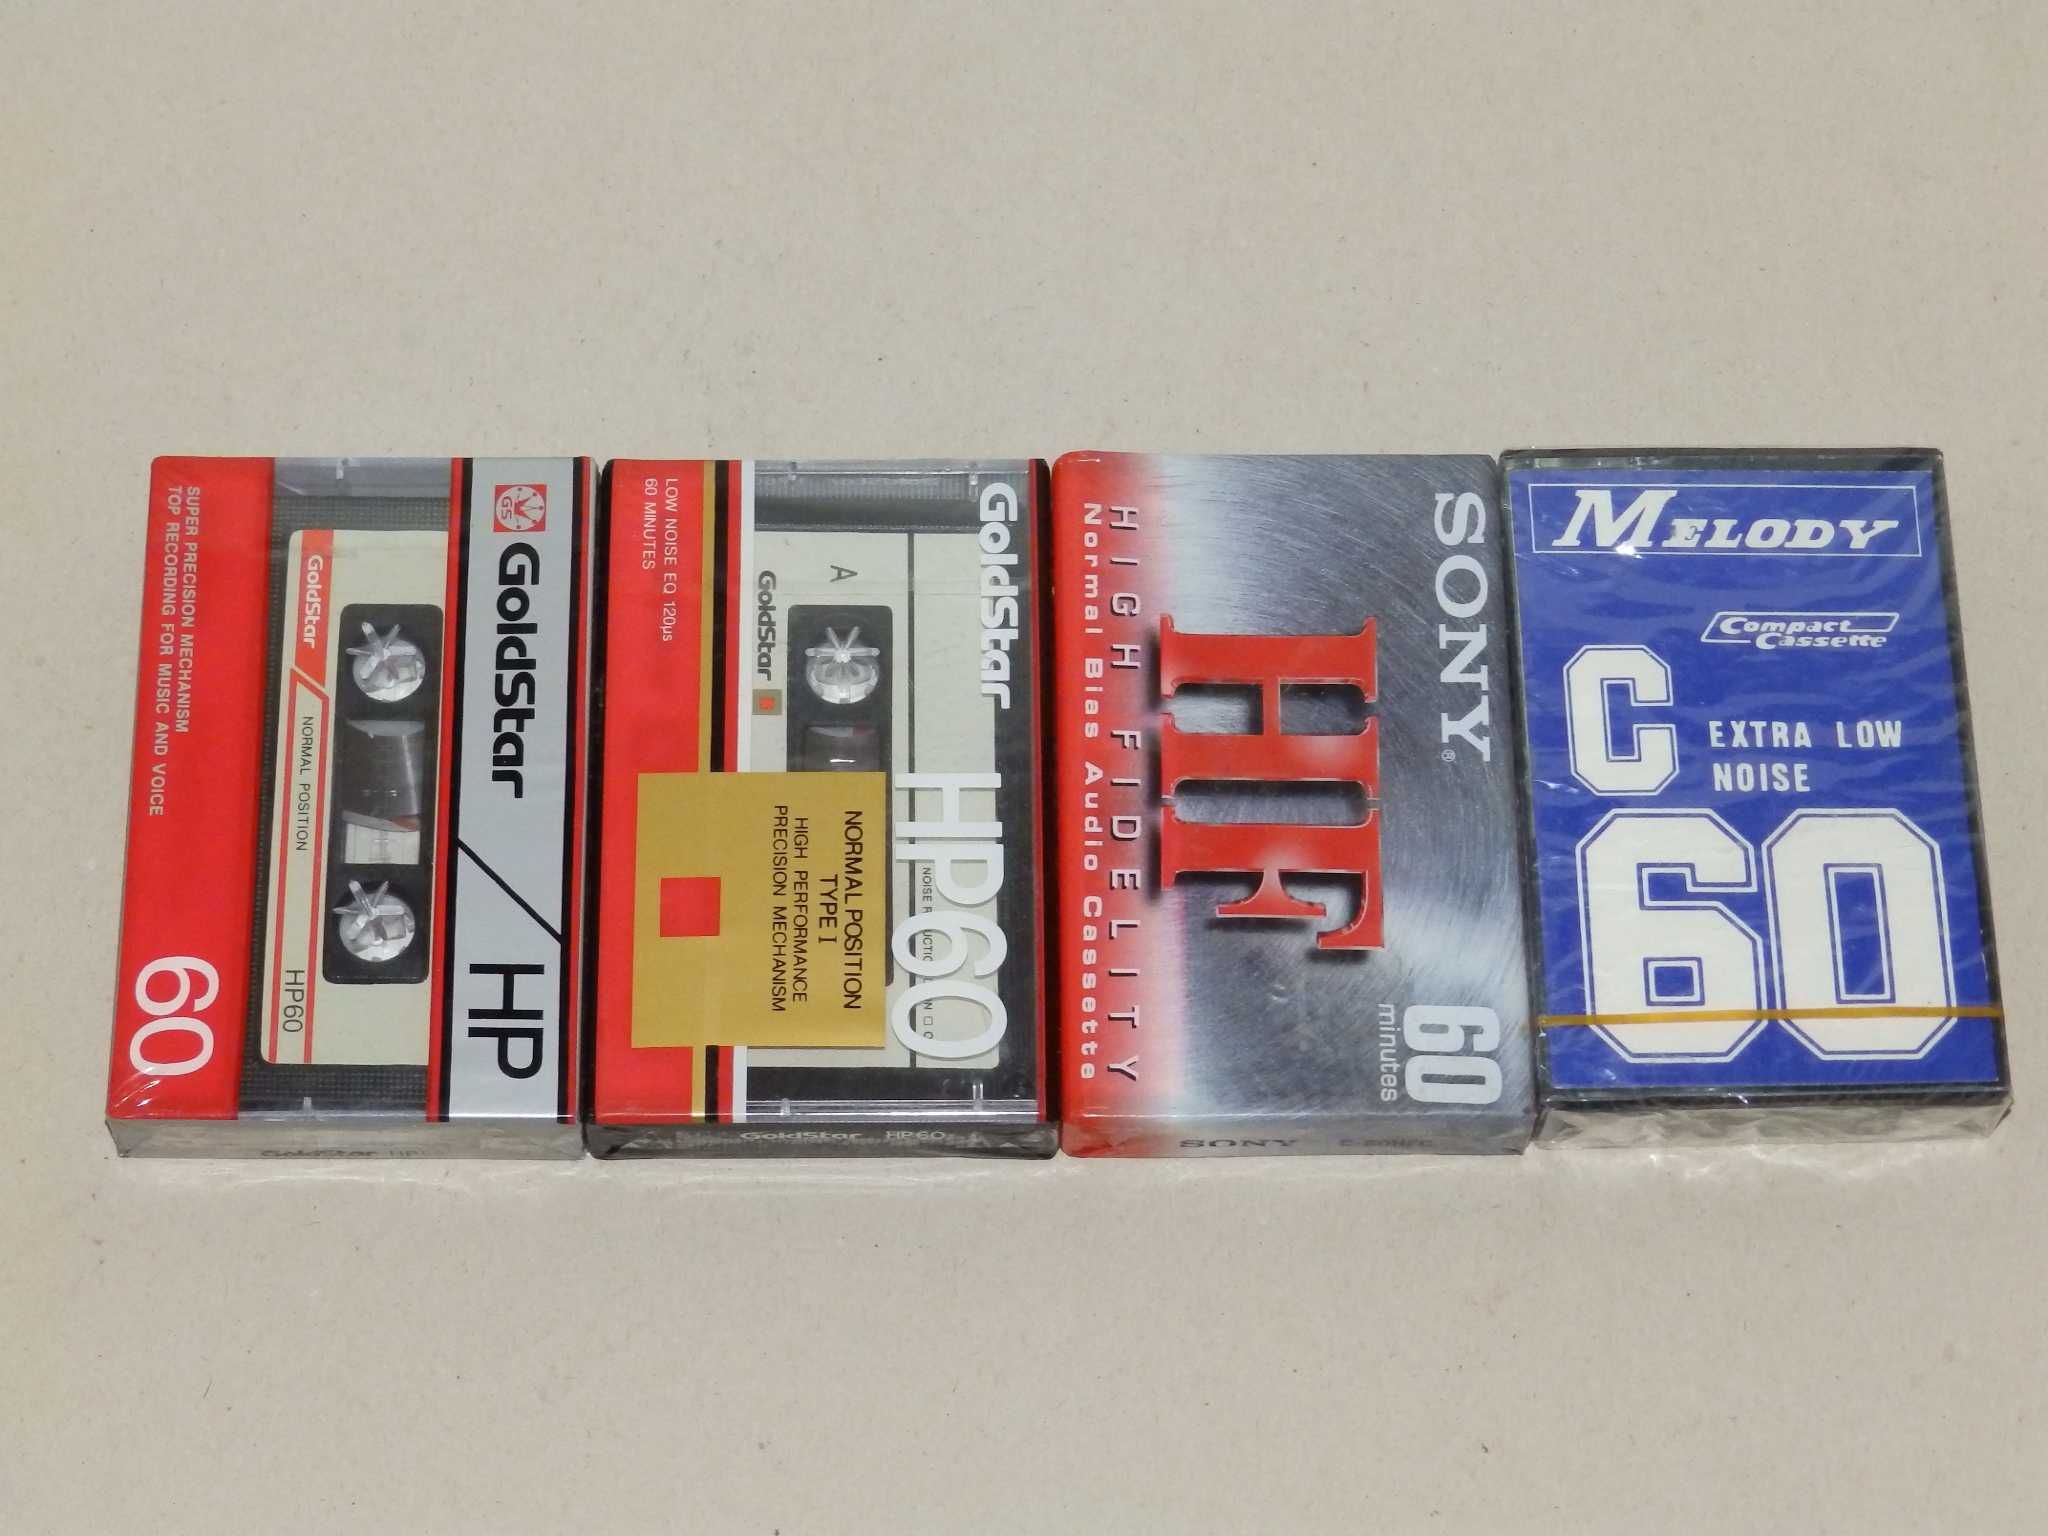 GS
GoldStar
HP
GoldStar
NORMAL POSITION
HP60
SUPER PRECISION MECHANISM
TOP RECORDING FOR MUSIC AND VOICE
60
GoldStar
GoldStar
HP60
A
GoldStar
LOW NOISE EQ 120µs
60 MINUTES
NORMAL POSITION
TYPE I
HIGH PERFORMANCE
PRECISION MECHANISM
GoldStar HP60
SONY®
60
minutes
HF
HIGH FIDELITY
Normal Bias Audio Cassette
SONY
MELODY
Compact
Cassette
C
EXTRA LOW
NOISE
60